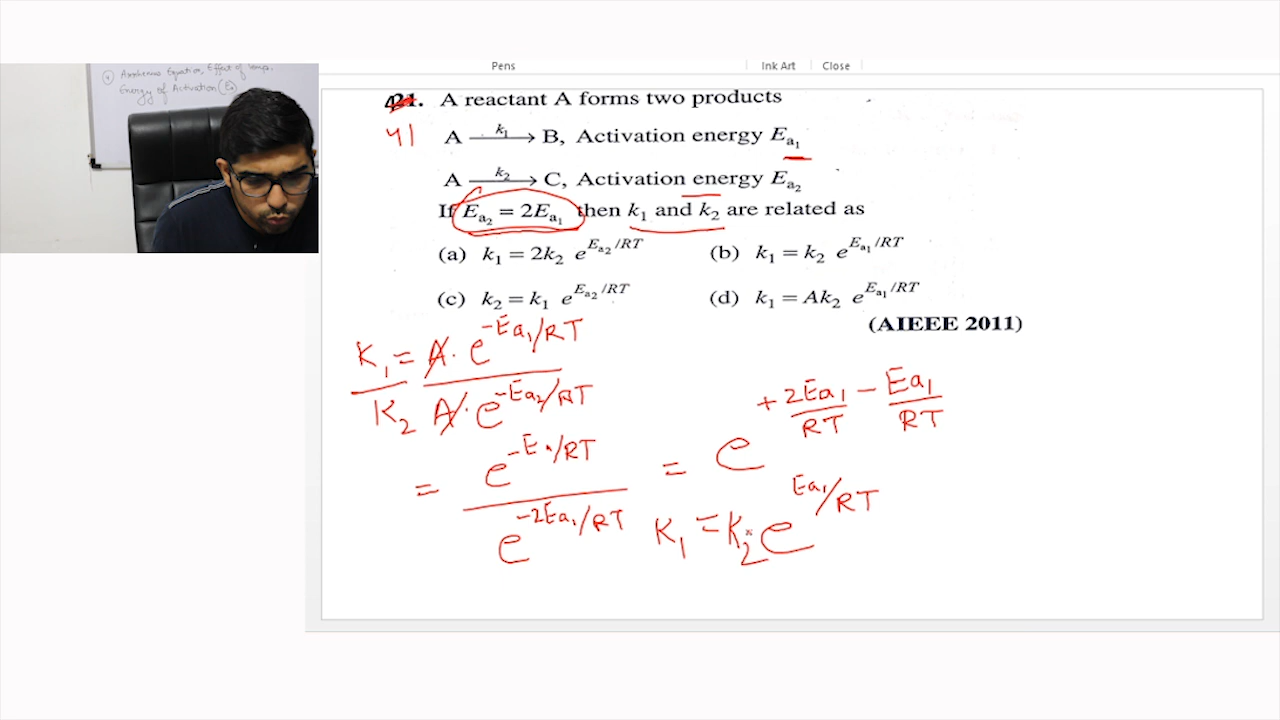 ④ Arrhenius Equation, Effect of temp.
Energy of Activation (Ea)
Pens Ink Art Close
421. A reactant A forms two products
41
A —k₁→ B, Activation energy Eₐ₁
A —k₂→ C, Activation energy Eₐ₂
If Eₐ₂ = 2Eₐ₁ then k₁ and k₂ are related as
(a) k₁ = 2k₂ e^(Eₐ₂/RT) (b) k₁ = k₂ e^(Eₐ₁/RT)
(c) k₂ = k₁ e^(Eₐ₂/RT) (d) k₁ = Ak₂ e^(Eₐ₁/RT)
(AIEEE 2011)
K₁ = A·e^(-Ea₁/RT)
K₂ A·e^(-Ea₂/RT)
= e^(-Ea₁/RT) / e^(-2Ea₁/RT) = e^(+2Ea₁/RT - Ea₁/RT)
K₁ = K₂ e^(Ea₁/RT)